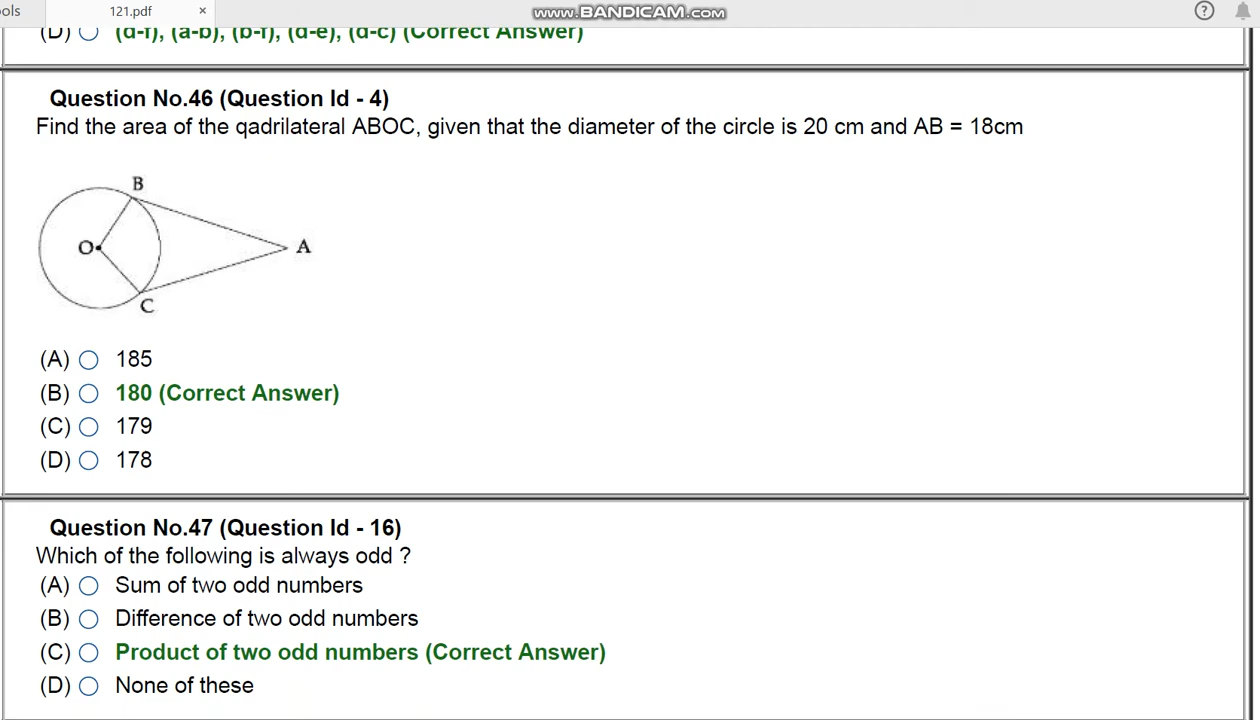 ols
121.pdf
×
www.BANDICAM.com
?
(D) (d-f), (a-b), (b-f), (d-e), (d-c) (Correct Answer)
Question No.46 (Question Id - 4)
Find the area of the qadrilateral ABOC, given that the diameter of the circle is 20 cm and AB = 18cm
B
O
A
C
(A) 185
(B) 180 (Correct Answer)
(C) 179
(D) 178
Question No.47 (Question Id - 16)
Which of the following is always odd ?
(A) Sum of two odd numbers
(B) Difference of two odd numbers
(C) Product of two odd numbers (Correct Answer)
(D) None of these